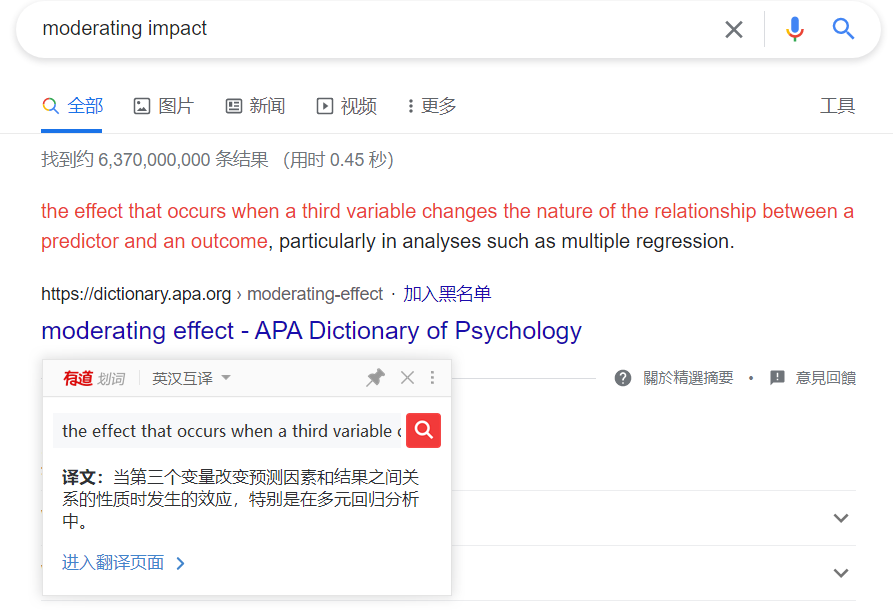 moderating impact
全部 图片 新闻 视频 更多 工具
找到约 6,370,000,000 条结果 （用时 0.45 秒）
the effect that occurs when a third variable changes the nature of the relationship between a
predictor and an outcome, particularly in analyses such as multiple regression.
https://dictionary.apa.org › moderating-effect · 加入黑名单
moderating effect - APA Dictionary of Psychology
有道 划词 英汉互译
關於精選摘要 • 意見回饋
the effect that occurs when a third variable
译文：当第三个变量改变预测因素和结果之间关
系的性质时发生的效应，特别是在多元回归分析
中。
进入翻译页面